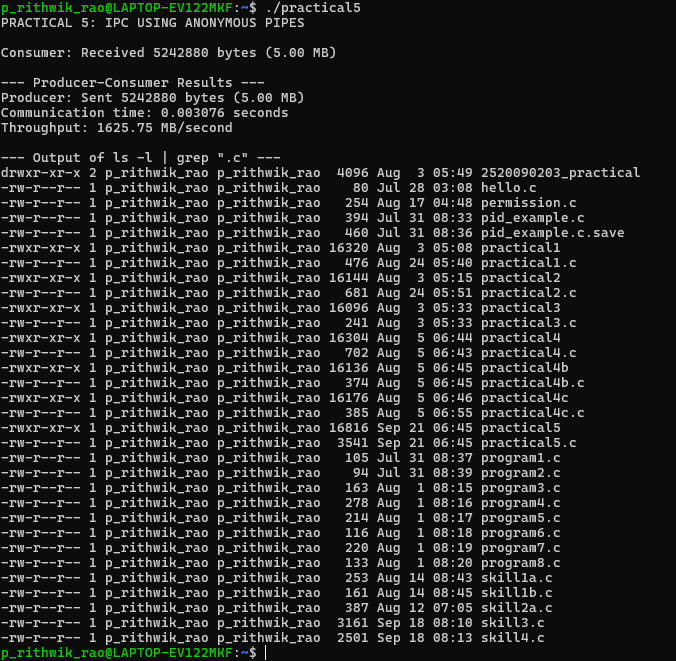 p_rithwik_rao@LAPTOP-EV122MKF:~$ ./practical5
PRACTICAL 5: IPC USING ANONYMOUS PIPES
Consumer: Received 5242880 bytes (5.00 MB)
--- Producer-Consumer Results ---
Producer: Sent 5242880 bytes (5.00 MB)
Communication time: 0.003076 seconds
Throughput: 1625.75 MB/second
--- Output of ls -l | grep ".c" ---
drwxr-xr-x 2 p_rithwik_rao p_rithwik_rao  4096 Aug  3 05:49 2520090203_practical
-rw-r--r-- 1 p_rithwik_rao p_rithwik_rao    80 Jul 28 03:08 hello.c
-rw-r--r-- 1 p_rithwik_rao p_rithwik_rao   254 Aug 17 04:48 permission.c
-rw-r--r-- 1 p_rithwik_rao p_rithwik_rao   394 Jul 31 08:33 pid_example.c
-rw-r--r-- 1 p_rithwik_rao p_rithwik_rao   460 Jul 31 08:36 pid_example.c.save
-rwxr-xr-x 1 p_rithwik_rao p_rithwik_rao 16320 Aug  3 05:08 practical1
-rw-r--r-- 1 p_rithwik_rao p_rithwik_rao   476 Aug 24 05:40 practical1.c
-rwxr-xr-x 1 p_rithwik_rao p_rithwik_rao 16144 Aug  3 05:15 practical2
-rw-r--r-- 1 p_rithwik_rao p_rithwik_rao   681 Aug 24 05:51 practical2.c
-rwxr-xr-x 1 p_rithwik_rao p_rithwik_rao 16096 Aug  3 05:33 practical3
-rw-r--r-- 1 p_rithwik_rao p_rithwik_rao   241 Aug  3 05:33 practical3.c
-rwxr-xr-x 1 p_rithwik_rao p_rithwik_rao 16304 Aug  5 06:44 practical4
-rw-r--r-- 1 p_rithwik_rao p_rithwik_rao   702 Aug  5 06:43 practical4.c
-rwxr-xr-x 1 p_rithwik_rao p_rithwik_rao 16136 Aug  5 06:45 practical4b
-rw-r--r-- 1 p_rithwik_rao p_rithwik_rao   374 Aug  5 06:45 practical4b.c
-rwxr-xr-x 1 p_rithwik_rao p_rithwik_rao 16176 Aug  5 06:46 practical4c
-rw-r--r-- 1 p_rithwik_rao p_rithwik_rao   385 Aug  5 06:55 practical4c.c
-rwxr-xr-x 1 p_rithwik_rao p_rithwik_rao 16816 Sep 21 06:45 practical5
-rw-r--r-- 1 p_rithwik_rao p_rithwik_rao  3541 Sep 21 06:45 practical5.c
-rw-r--r-- 1 p_rithwik_rao p_rithwik_rao   105 Jul 31 08:37 program1.c
-rw-r--r-- 1 p_rithwik_rao p_rithwik_rao    94 Jul 31 08:39 program2.c
-rw-r--r-- 1 p_rithwik_rao p_rithwik_rao   163 Aug  1 08:15 program3.c
-rw-r--r-- 1 p_rithwik_rao p_rithwik_rao   278 Aug  1 08:16 program4.c
-rw-r--r-- 1 p_rithwik_rao p_rithwik_rao   214 Aug  1 08:17 program5.c
-rw-r--r-- 1 p_rithwik_rao p_rithwik_rao   116 Aug  1 08:18 program6.c
-rw-r--r-- 1 p_rithwik_rao p_rithwik_rao   220 Aug  1 08:19 program7.c
-rw-r--r-- 1 p_rithwik_rao p_rithwik_rao   133 Aug  1 08:20 program8.c
-rw-r--r-- 1 p_rithwik_rao p_rithwik_rao   253 Aug 14 08:43 skill1a.c
-rw-r--r-- 1 p_rithwik_rao p_rithwik_rao   161 Aug 14 08:45 skill1b.c
-rw-r--r-- 1 p_rithwik_rao p_rithwik_rao   387 Aug 12 07:05 skill2a.c
-rw-r--r-- 1 p_rithwik_rao p_rithwik_rao  3161 Sep 18 08:10 skill3.c
-rw-r--r-- 1 p_rithwik_rao p_rithwik_rao  2501 Sep 18 08:13 skill4.c
p_rithwik_rao@LAPTOP-EV122MKF:~$